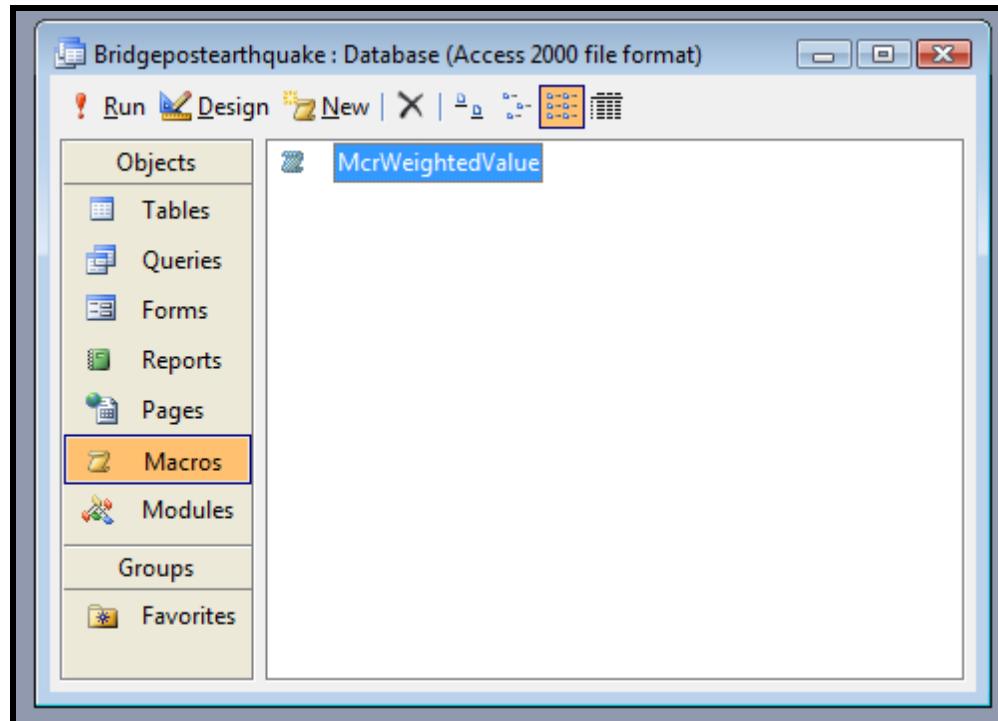 Bridgepostearthquake : Database (Access 2000 file format)
Run Design New
Objects
McrWeightedValue
Tables
Queries
Forms
Reports
Pages
Macros
Modules
Groups
Favorites